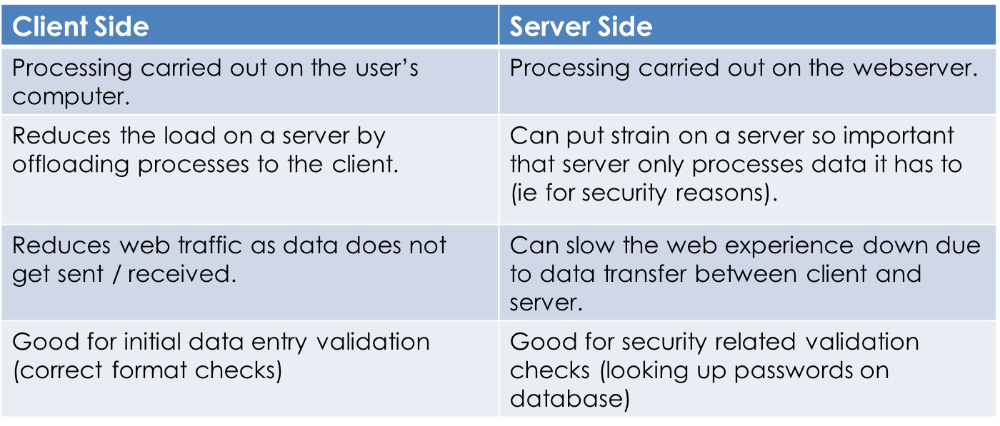 Client Side
Server Side
Processing carried out on the user’s
computer.
Processing carried out on the webserver.
Reduces the load on a server by
offloading processes to the client.
Can put strain on a server so important
that server only processes data it has to
(ie for security reasons).
Reduces web traffic as data does not
get sent / received.
Can slow the web experience down due
to data transfer between client and
server.
Good for initial data entry validation
(correct format checks)
Good for security related validation
checks (looking up passwords on
database)